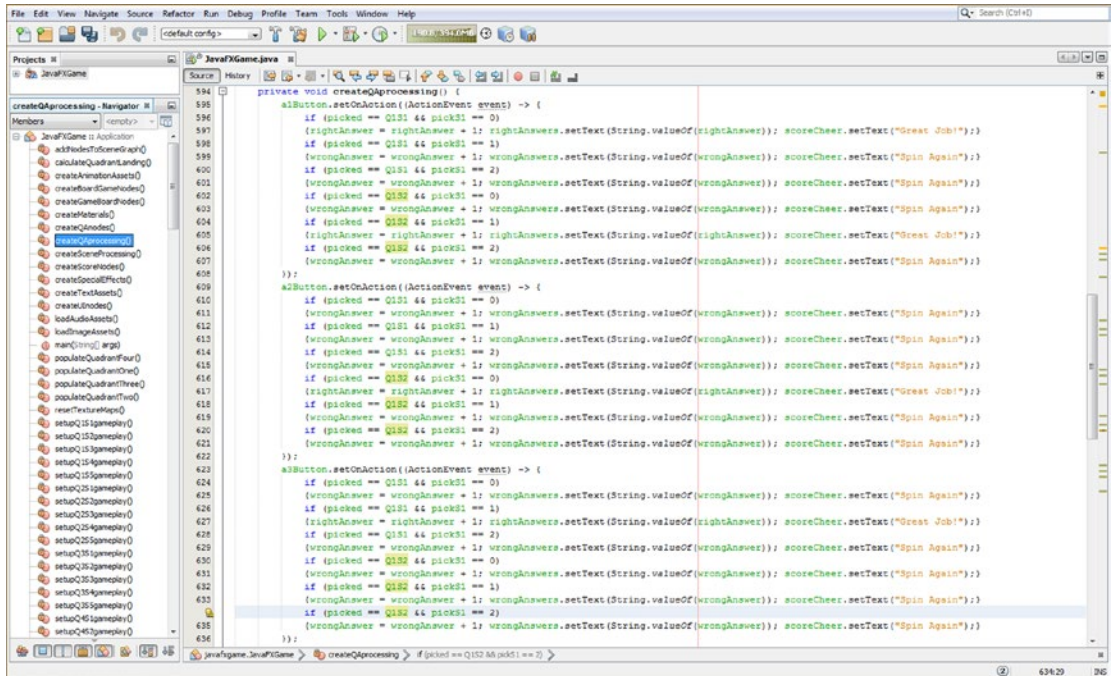 File Edit View Navigate Source Refactor Run Debug Profile Team Tools Window Help
Search (Ctrl+I)
<default config>
Projects
JavaFXGame
JavaFXGame.java
Source History
createQAprocessing - Navigator
Members <empty>
JavaFXGame :: Application
addNodesToSceneGraph()
calculateQuadrantLanding()
createAnimationAssets()
createBoardGameNodes()
createGameBoardNodes()
createMaterials()
createQAnodes()
createQAprocessing()
createSceneProcessing()
createScoreNodes()
createSpecialEffects()
createTextAssets()
createUInodes()
loadAudioAssets()
loadImageAssets()
main(String[] args)
populateQuadrantFour()
populateQuadrantOne()
populateQuadrantThree()
populateQuadrantTwo()
resetTextureMaps()
setupQ1S1gameplay()
setupQ1S2gameplay()
setupQ1S3gameplay()
setupQ1S4gameplay()
setupQ1S5gameplay()
setupQ2S1gameplay()
setupQ2S2gameplay()
setupQ2S3gameplay()
setupQ2S4gameplay()
setupQ2S5gameplay()
setupQ3S1gameplay()
setupQ3S2gameplay()
setupQ3S3gameplay()
setupQ3S4gameplay()
setupQ3S5gameplay()
setupQ4S1gameplay()
setupQ4S2gameplay()
594 private void createQAprocessing() {
595 a1Button.setOnAction((ActionEvent event) -> {
596 if (picked == Q1S1 && pickS1 == 0)
597 {rightAnswer = rightAnswer + 1; rightAnswers.setText(String.valueOf(rightAnswer)); scoreCheer.setText("Great Job!");}
598 if (picked == Q1S1 && pickS1 == 1)
599 {wrongAnswer = wrongAnswer + 1; wrongAnswers.setText(String.valueOf(wrongAnswer)); scoreCheer.setText("Spin Again");}
600 if (picked == Q1S1 && pickS1 == 2)
601 {wrongAnswer = wrongAnswer + 1; wrongAnswers.setText(String.valueOf(wrongAnswer)); scoreCheer.setText("Spin Again");}
602 if (picked == Q1S2 && pickS1 == 0)
603 {wrongAnswer = wrongAnswer + 1; wrongAnswers.setText(String.valueOf(wrongAnswer)); scoreCheer.setText("Spin Again");}
604 if (picked == Q1S2 && pickS1 == 1)
605 {rightAnswer = rightAnswer + 1; rightAnswers.setText(String.valueOf(rightAnswer)); scoreCheer.setText("Great Job!");}
606 if (picked == Q1S2 && pickS1 == 2)
607 {wrongAnswer = wrongAnswer + 1; wrongAnswers.setText(String.valueOf(wrongAnswer)); scoreCheer.setText("Spin Again");}
608 });
609 a2Button.setOnAction((ActionEvent event) -> {
610 if (picked == Q1S1 && pickS1 == 0)
611 {wrongAnswer = wrongAnswer + 1; wrongAnswers.setText(String.valueOf(wrongAnswer)); scoreCheer.setText("Spin Again");}
612 if (picked == Q1S1 && pickS1 == 1)
613 {wrongAnswer = wrongAnswer + 1; wrongAnswers.setText(String.valueOf(wrongAnswer)); scoreCheer.setText("Spin Again");}
614 if (picked == Q1S1 && pickS1 == 2)
615 {wrongAnswer = wrongAnswer + 1; wrongAnswers.setText(String.valueOf(wrongAnswer)); scoreCheer.setText("Spin Again");}
616 if (picked == Q1S2 && pickS1 == 0)
617 {rightAnswer = rightAnswer + 1; rightAnswers.setText(String.valueOf(rightAnswer)); scoreCheer.setText("Great Job!");}
618 if (picked == Q1S2 && pickS1 == 1)
619 {wrongAnswer = wrongAnswer + 1; wrongAnswers.setText(String.valueOf(wrongAnswer)); scoreCheer.setText("Spin Again");}
620 if (picked == Q1S2 && pickS1 == 2)
621 {wrongAnswer = wrongAnswer + 1; wrongAnswers.setText(String.valueOf(wrongAnswer)); scoreCheer.setText("Spin Again");}
622 });
623 a3Button.setOnAction((ActionEvent event) -> {
624 if (picked == Q1S1 && pickS1 == 0)
625 {wrongAnswer = wrongAnswer + 1; wrongAnswers.setText(String.valueOf(wrongAnswer)); scoreCheer.setText("Spin Again");}
626 if (picked == Q1S1 && pickS1 == 1)
627 {rightAnswer = rightAnswer + 1; rightAnswers.setText(String.valueOf(rightAnswer)); scoreCheer.setText("Great Job!");}
628 if (picked == Q1S1 && pickS1 == 2)
629 {wrongAnswer = wrongAnswer + 1; wrongAnswers.setText(String.valueOf(wrongAnswer)); scoreCheer.setText("Spin Again");}
630 if (picked == Q1S2 && pickS1 == 0)
631 {wrongAnswer = wrongAnswer + 1; wrongAnswers.setText(String.valueOf(wrongAnswer)); scoreCheer.setText("Spin Again");}
632 if (picked == Q1S2 && pickS1 == 1)
633 {wrongAnswer = wrongAnswer + 1; wrongAnswers.setText(String.valueOf(wrongAnswer)); scoreCheer.setText("Spin Again");}
if (picked == Q1S2 && pickS1 == 2)
635 {wrongAnswer = wrongAnswer + 1; wrongAnswers.setText(String.valueOf(wrongAnswer)); scoreCheer.setText("Spin Again");}
636 });
javafxgame.JavaFXGame > createQAprocessing > if (picked == Q1S2 && pickS1 == 2) >
2 634:29 INS